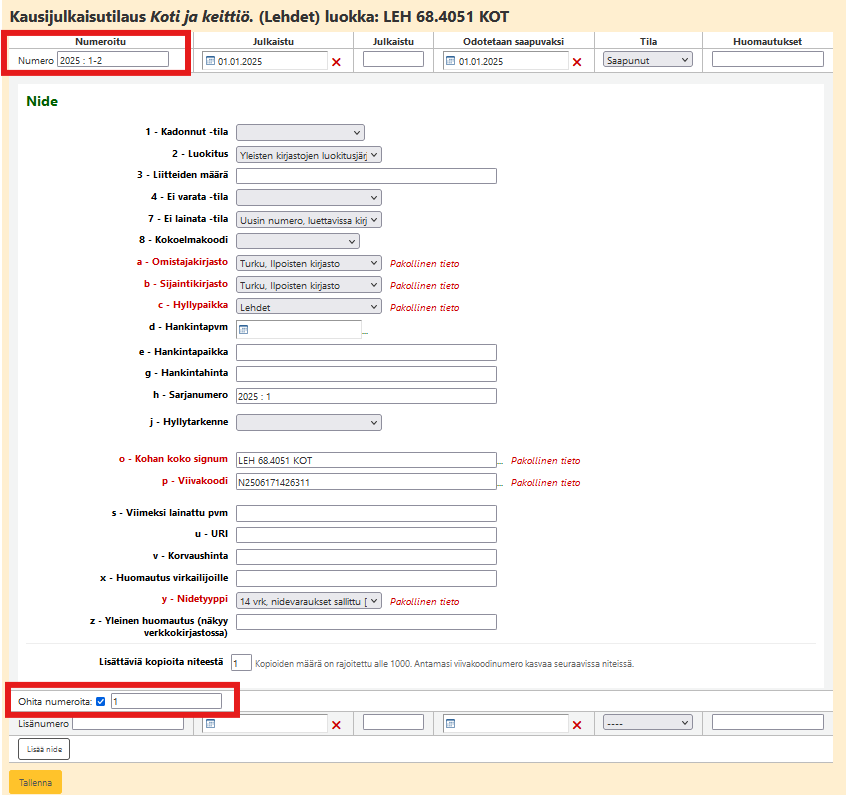 Kausijulkaisutilaus Koti ja keittiö. (Lehdet) luokka: LEH 68.4051 KOT
Numeroitu Julkaistu Julkaistu Odotetaan saapuvaksi Tila Huomautukset
Numero 2025 : 1-2 01.01.2025 01.01.2025 Saapunut
Nide
1 - Kadonnut -tila
2 - Luokitus Yleisten kirjastojen luokitusjärj
3 - Liitteiden määrä
4 - Ei varata -tila
7 - Ei lainata -tila Uusin numero, luettavissa kirj
8 - Kokoelmakoodi
a - Omistajakirjasto Turku, Ilpoisten kirjasto Pakollinen tieto
b - Sijaintikirjasto Turku, Ilpoisten kirjasto Pakollinen tieto
c - Hyllypaikka Lehdet Pakollinen tieto
d - Hankintapvm
e - Hankintapaikka
g - Hankintahinta
h - Sarjanumero 2025 : 1
j - Hyllytarkenne
o - Kohan koko signum LEH 68.4051 KOT Pakollinen tieto
p - Viivakoodi N2506171426311 Pakollinen tieto
s - Viimeksi lainattu pvm
u - URI
v - Korvaushinta
x - Huomautus virkailijoille
y - Nidetyyppi 14 vrk, nidevaraukset sallittu [ Pakollinen tieto
z - Yleinen huomautus (näkyy
verkkokirjastossa)
Lisättäviä kopioita niteestä 1 Kopioiden määrä on rajoitettu alle 1000. Antamasi viivakoodinumero kasvaa seuraavissa niteissä.
Ohita numeroita: 1
Lisänumero ----
Lisää nide
Tallenna